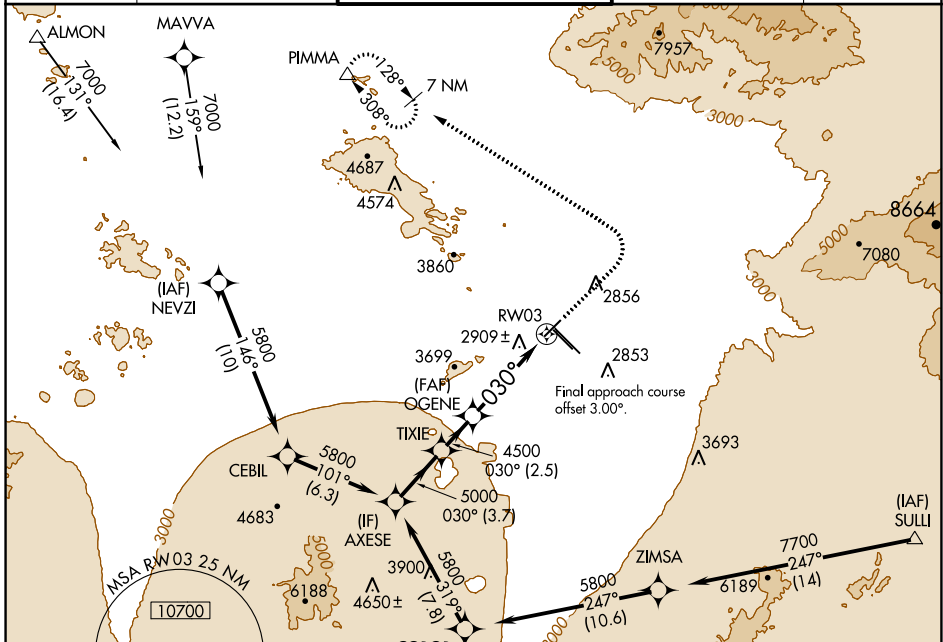 ALMON
7000
131°
(16.4)
MAVVA
7000
159°
(12.2)
PIMMA
128°
308°
7 NM
7957
5000
3000
4687
4574
3860
8664
5000
7080
3000
(IAF)
NEVZI
5800
146°
(10)
2856
RW03
2909±
2853
Final approach course
offset 3.00°.
3699
(FAF)
OGENE
030°
TIXIE
4500
030° (2.5)
CEBIL
5800
101°
(6.3)
5000
030° (3.7)
3693
4683
(IF)
AXESE
(IAF)
SULLI
3000
5000
MSA RW03 25 NM
10700
6188
3900
4650±
5800
319°
(7.8)
ZIMSA
7700
247°
(14)
6189
5800
247°
(10.6)
3000